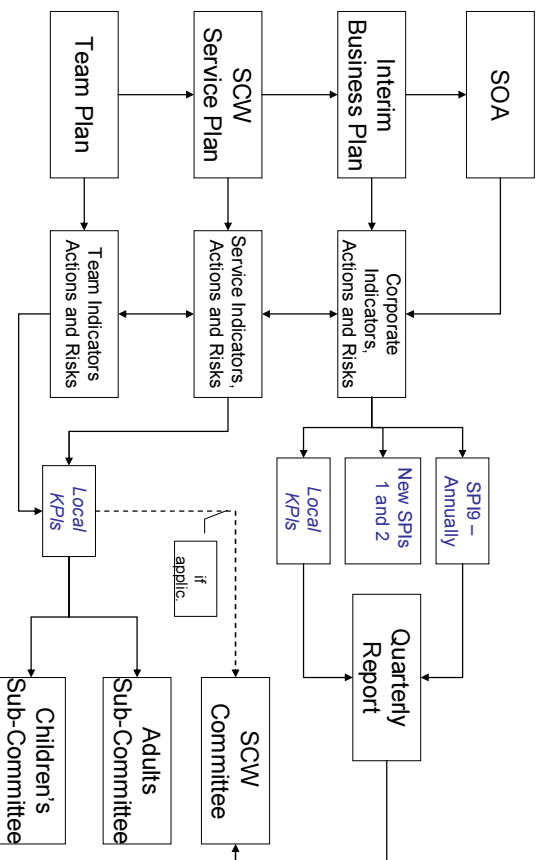 SOA
Interim
Business Plan
SCW
Service Plan
Team Plan
Corporate
Indicators,
Actions and Risks
Service Indicators,
Actions and Risks
Team Indicators
Actions and Risks
SPI9 –
Annually
New SPIs
1 and 2
Local
KPIs
Local
KPIs
if
applic.
Quarterly
Report
SCW
Committee
Adults
Sub-Committee
Children's
Sub-Committee